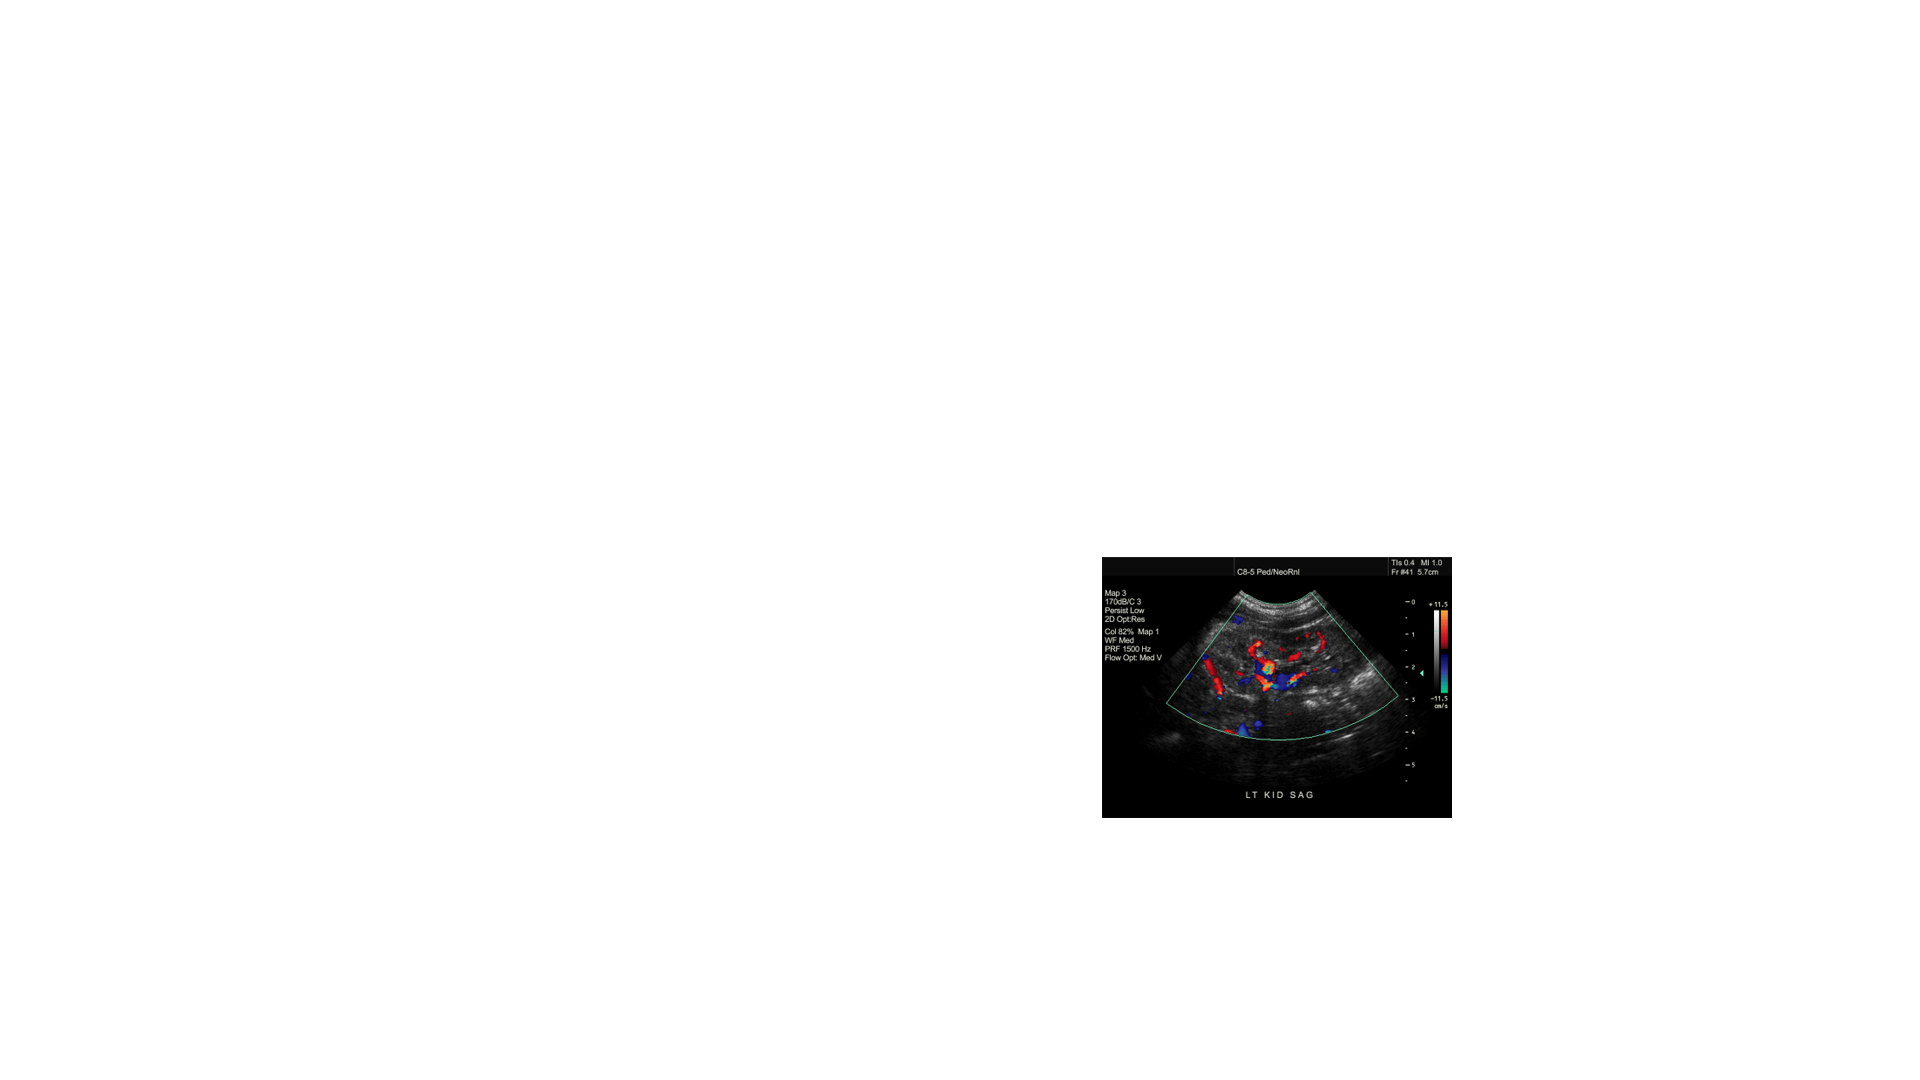 TIs 0.4 MI 1.0
C8-5 Ped/NeoRnl
Fr #41 5.7cm
Map 3
170dB/C 3
Persist Low
2D Opt:Res
Col 82% Map 1
WF Med
PRF 1500 Hz
Flow Opt: Med V
0
1
2
3
4
5
+11.5
-11.5
cm/s
LT KID SAG